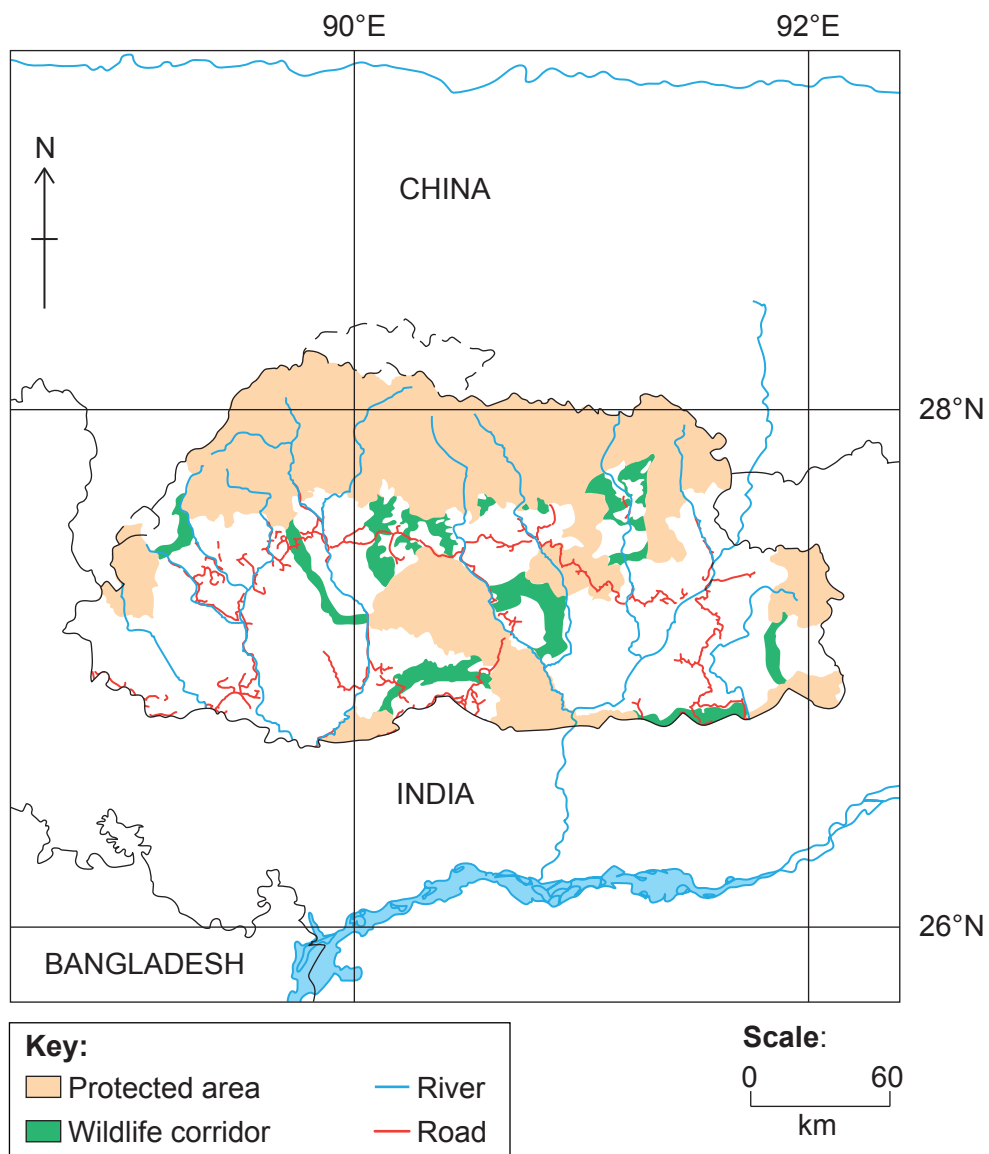 90°E
92°E
N
CHINA
28°N
INDIA
26°N
BANGLADESH
Key:
Protected area
River
Wildlife corridor
Road
Scale:
0
60
km